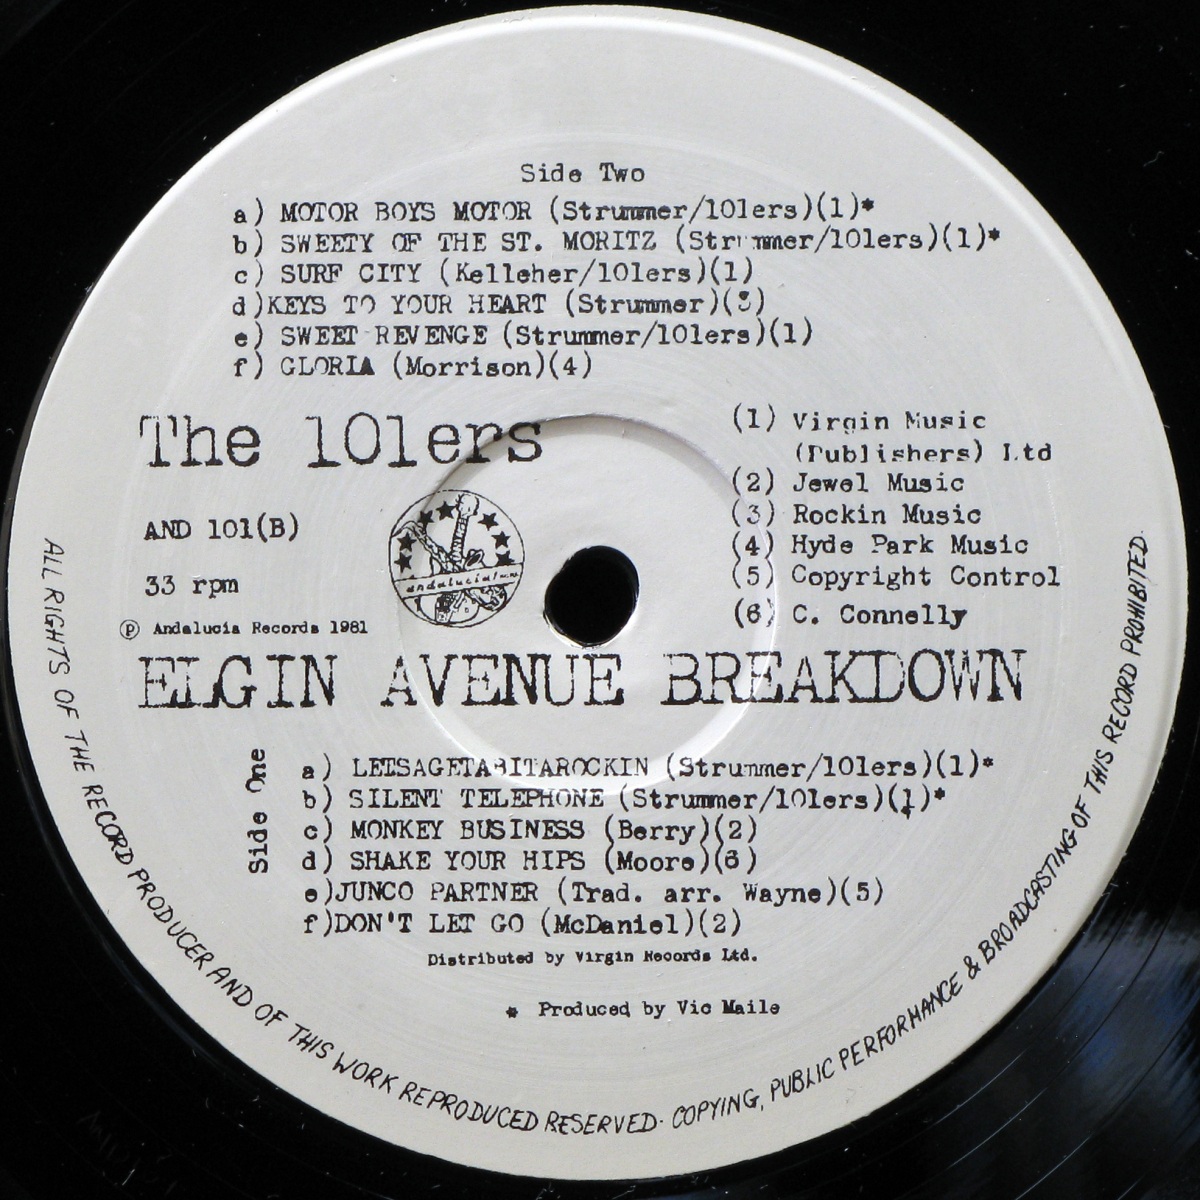 Side Two
a) MOTOR BOYS MOTOR (Strummer/101ers)(1)*
b) SWEETY OF THE ST. MORITZ (Strummer/101ers)(1)*
c) SURF CITY (Kelleher/101ers)(1)
d)KEYS TO YOUR HEART (Strummer)(3)
e) SWEET REVENGE (Strummer/101ers)(1)
f) GLORIA (Morrison)(4)
The 101ers
AND 101(B)
33 rpm
℗ Andalucia Records 1981
andalucia!
(1) Virgin Music
(Publishers) Ltd
(2) Jewel Music
(3) Rockin Music
(4) Hyde Park Music
(5) Copyright Control
(6) C. Connelly
ELGIN AVENUE BREAKDOWN
Side One
a) LETSAGETABITAROCKIN (Strummer/101ers)(1)*
b) SILENT TELEPHONE (Strummer/101ers)(1)*
c) MONKEY BUSINESS (Berry)(2)
d) SHAKE YOUR HIPS (Moore)(6)
e)JUNCO PARTNER (Trad. arr. Wayne)(5)
f)DON'T LET GO (McDaniel)(2)
Distributed by Virgin Records Ltd.
* Produced by Vic Maile
ALL RIGHTS OF THE RECORD PRODUCER AND OF THIS WORK REPRODUCED RESERVED. COPYING, PUBLIC PERFORMANCE & BROADCASTING OF THIS RECORD PROHIBITED.